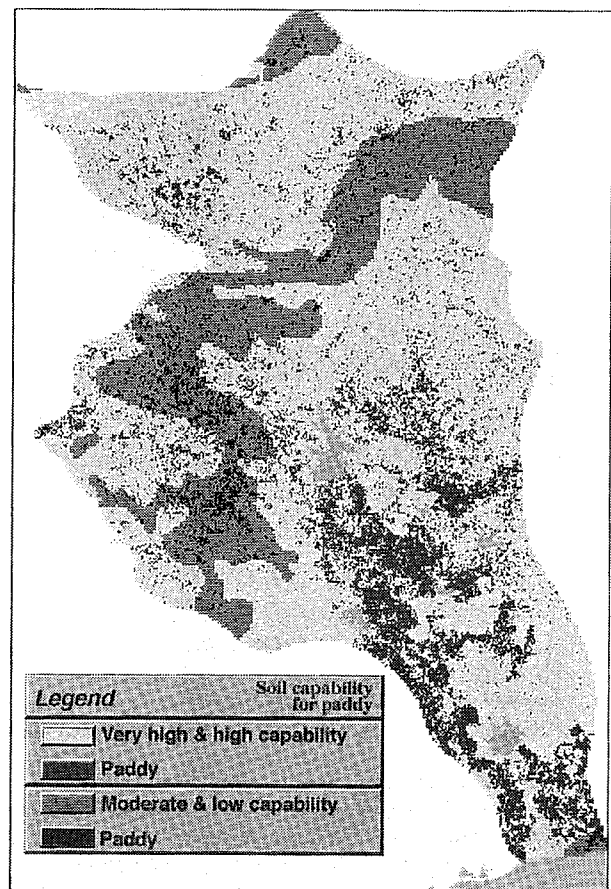 Legend
Soil capability
for paddy
Very high & high capability
Paddy
Moderate & low capability
Paddy